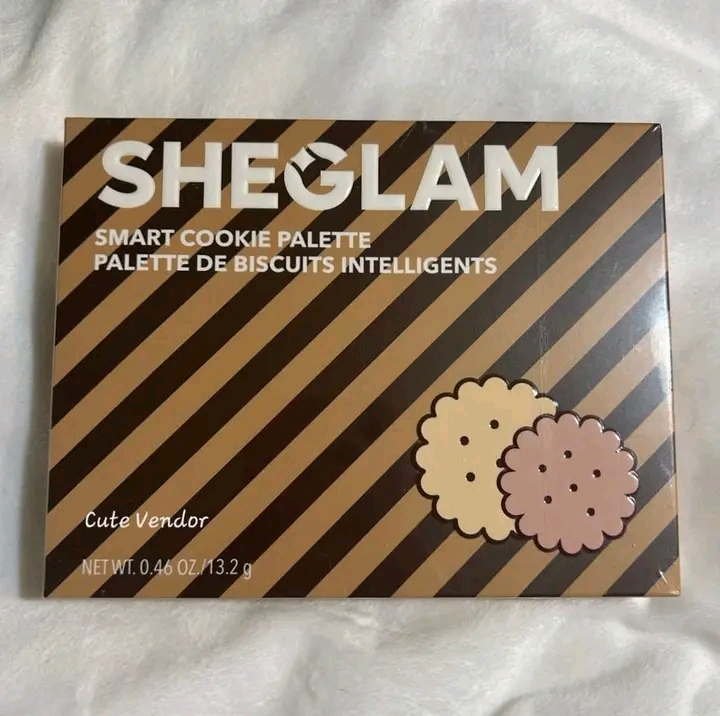 SHEGLAM
SMART COOKIE PALETTE
PALETTE DE BISCUITS INTELLIGENTS
Cute Vendor
NET WT. 0.46 OZ./13.2 g